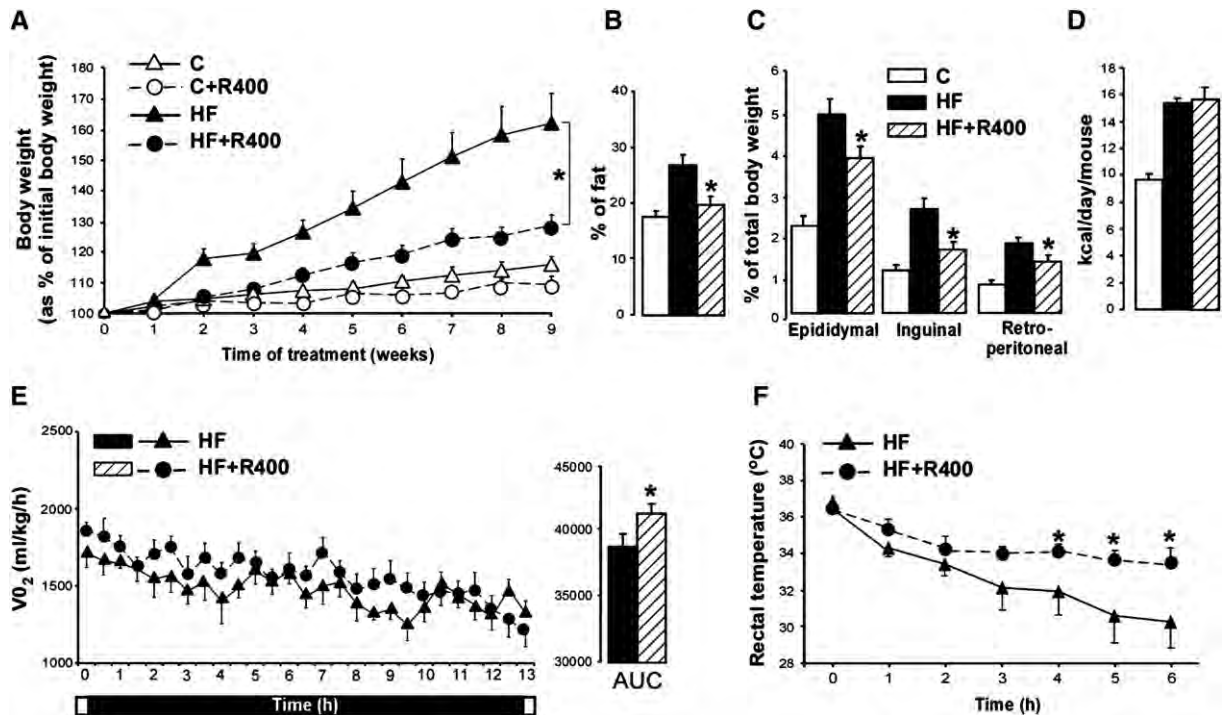 A
B
C
D
C
C+R400
HF
HF+R400
Body weight
(as % of initial body weight)
180
170
160
150
140
130
120
110
100
0 1 2 3 4 5 6 7 8 9
Time of treatment (weeks)
*
% of fat
40
30
20
10
0
*
C
HF
HF+R400
% of total body weight
6
5
4
3
2
1
0
*
*
*
Epididymal
Inguinal
Retro-
peritoneal
kcal/day/mouse
18
16
14
12
10
8
6
4
2
0
E
F
HF
HF+R400
V0₂ (ml/kg/h)
2500
2000
1500
1000
0 1 2 3 4 5 6 7 8 9 10 11 12 13
Time (h)
45000
40000
35000
30000
*
AUC
HF
HF+R400
Rectal temperature (°C)
40
38
36
34
32
30
28
* * *
0 1 2 3 4 5 6
Time (h)